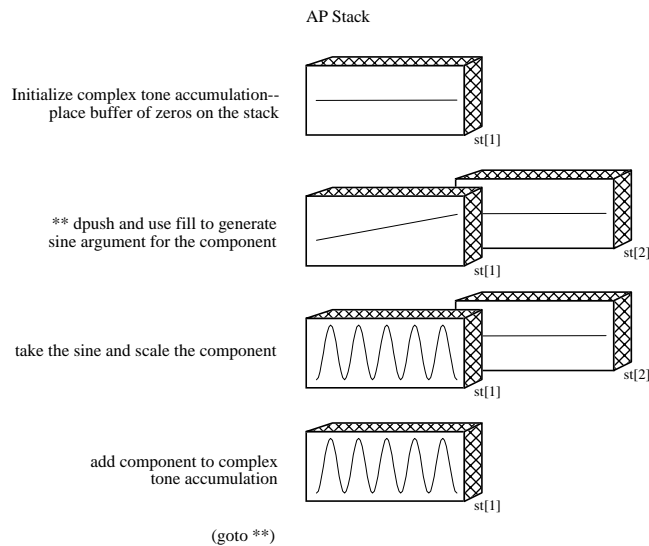 AP Stack
Initialize complex tone accumulation--
place buffer of zeros on the stack
st[1]
** dpush and use fill to generate
sine argument for the component
st[2]
st[1]
take the sine and scale the component
st[2]
st[1]
add component to complex
tone accumulation
st[1]
(goto **)